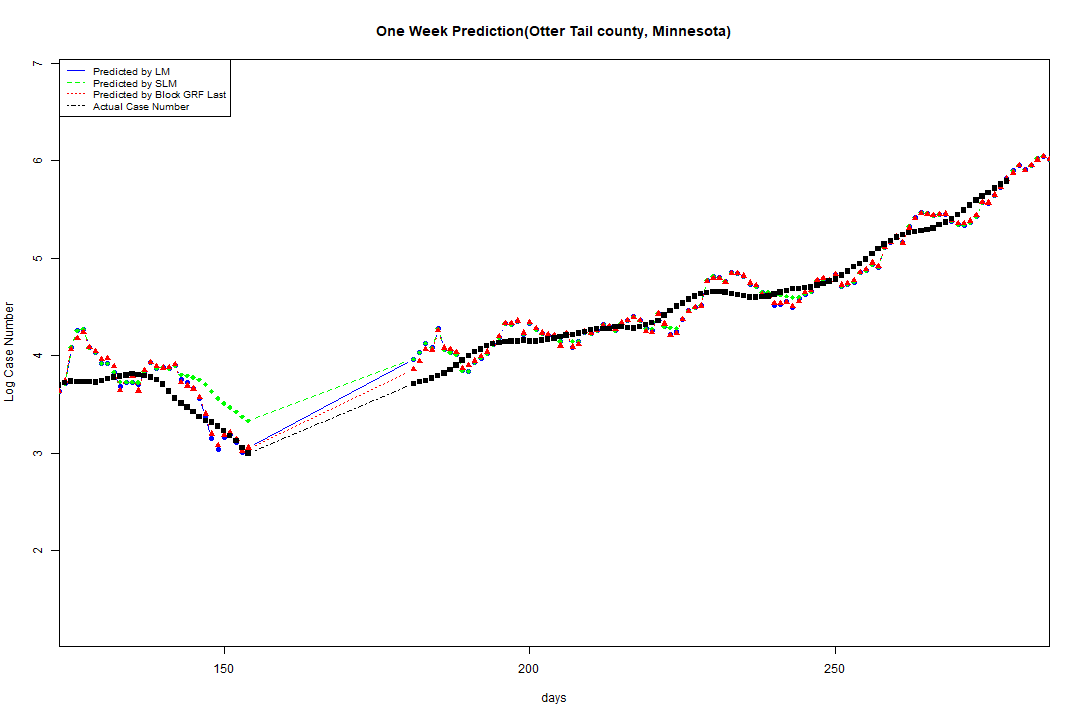 One Week Prediction(Otter Tail county, Minnesota)
Predicted by LM
Predicted by SLM
Predicted by Block GRF Last
Actual Case Number
7
6
5
4
3
2
Log Case Number
150
200
250
days